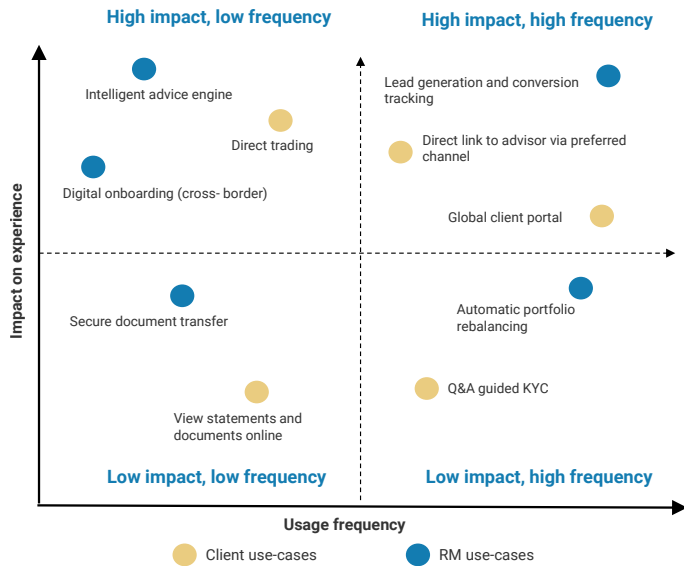 High impact, low frequency
High impact, high frequency
Intelligent advice engine
Lead generation and conversion
tracking
Direct trading
Direct link to advisor via preferred
channel
Digital onboarding (cross- border)
Global client portal
Impact on experience
Secure document transfer
Automatic portfolio
rebalancing
View statements and
documents online
Q&A guided KYC
Low impact, low frequency
Low impact, high frequency
Usage frequency
Client use-cases
RM use-cases